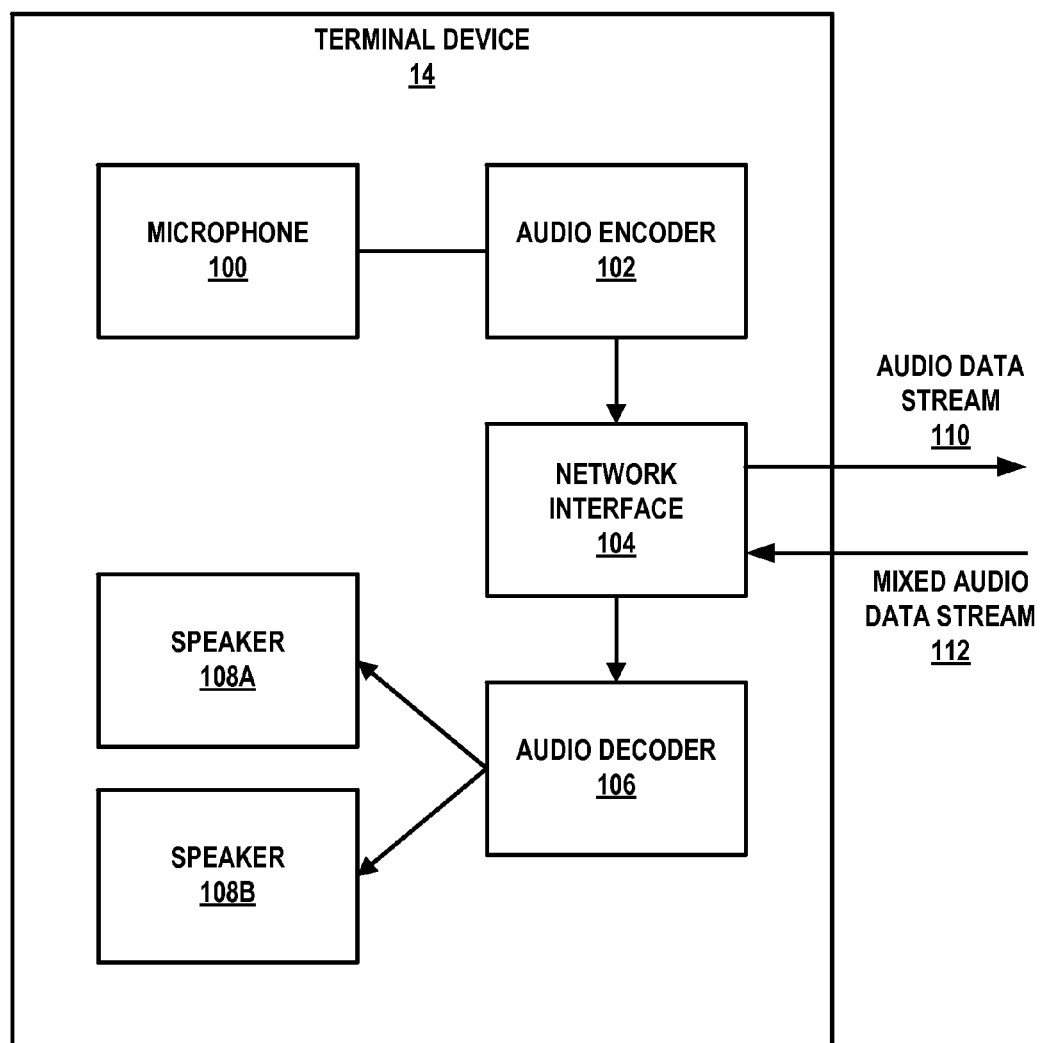 TERMINAL DEVICE
14
MICROPHONE
100
AUDIO ENCODER
102
AUDIO DATA
STREAM
110
NETWORK
INTERFACE
104
MIXED AUDIO
DATA STREAM
112
SPEAKER
108A
AUDIO DECODER
106
SPEAKER
108B